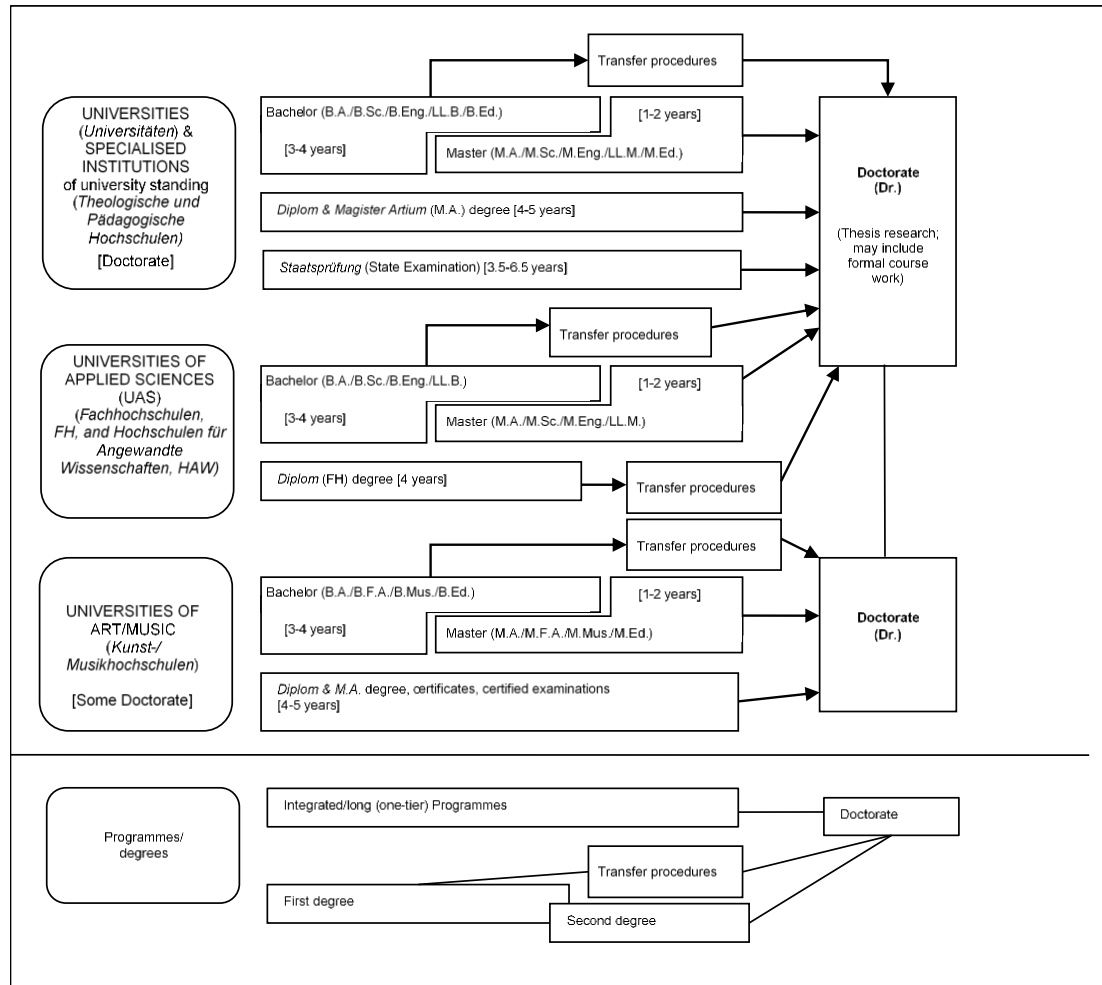 Transfer procedures
UNIVERSITIES
(Universitäten) &
SPECIALISED
INSTITUTIONS
of university standing
(Theologische und
Pädagogische
Hochschulen)
[Doctorate]
Bachelor (B.A./B.Sc./B.Eng./LL.B./B.Ed.)
[3-4 years]
[1-2 years]
Master (M.A./M.Sc./M.Eng./LL.M./M.Ed.)
Diplom & Magister Artium (M.A.) degree [4-5 years]
Staatsprüfung (State Examination) [3.5-6.5 years]
Doctorate
(Dr.)
(Thesis research;
may include
formal course
work)
Transfer procedures
UNIVERSITIES OF
APPLIED SCIENCES
(UAS)
(Fachhochschulen,
FH, and Hochschulen für
Angewandte
Wissenschaften, HAW)
Bachelor (B.A./B.Sc./B.Eng./LL.B.)
[3-4 years]
[1-2 years]
Master (M.A./M.Sc./M.Eng./LL.M.)
Diplom (FH) degree [4 years]
Transfer procedures
Transfer procedures
UNIVERSITIES OF
ART/MUSIC
(Kunst-/
Musikhochschulen)
[Some Doctorate]
Bachelor (B.A./B.F.A./B.Mus./B.Ed.)
[3-4 years]
[1-2 years]
Master (M.A./M.F.A./M.Mus./M.Ed.)
Diplom & M.A. degree, certificates, certified examinations
[4-5 years]
Doctorate
(Dr.)
Programmes/
degrees
Integrated/long (one-tier) Programmes
Doctorate
Transfer procedures
First degree
Second degree